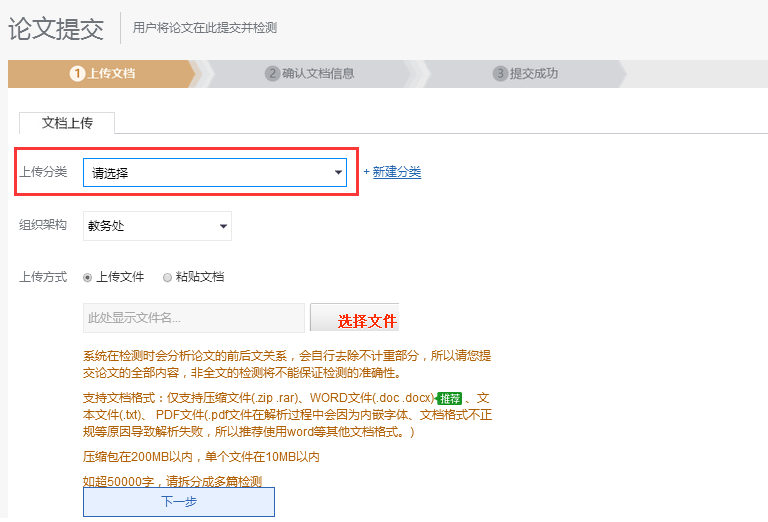 论文提交 用户将论文在此提交并检测
1 上传文档 2 确认文档信息 3 提交成功
文档上传
上传分类 请选择 + 新建分类
组织架构 教务处
上传方式 上传文件 粘贴文档
此处显示文件名... 选择文件
系统在检测时会分析论文的前后文关系，会自行去除不计重部分，所以请您提
交论文的全部内容，非全文的检测将不能保证检测的准确性。
支持文档格式：仅支持压缩文件(.zip .rar)、WORD文件(.doc .docx) 推荐 、文
本文件(.txt)、 PDF文件(.pdf文件在解析过程中会因为内嵌字体、文档格式不正
规等原因导致解析失败，所以推荐使用word等其他文档格式。)
压缩包在200MB以内，单个文件在10MB以内
如超50000字，请拆分成多篇检测
下一步